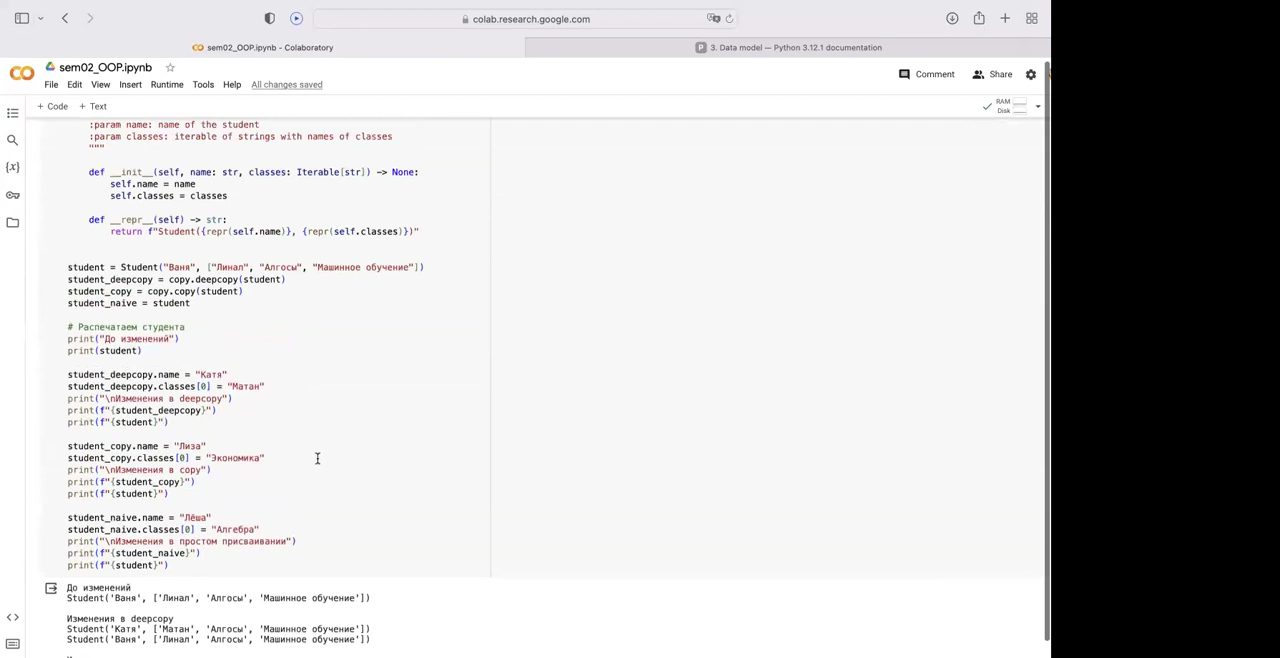 colab.research.google.com
sem02_OOP.ipynb - Colaboratory
3. Data model — Python 3.12.1 documentation
sem02_OOP.ipynb
Comment
Share
File Edit View Insert Runtime Tools Help All changes saved
+ Code + Text
RAM
Disk
:param name: name of the student
:param classes: iterable of strings with names of classes
"""
def __init__(self, name: str, classes: Iterable[str]) -> None:
self.name = name
self.classes = classes
def __repr__(self) -> str:
return f"Student({repr(self.name)}, {repr(self.classes)})"
student = Student("Ваня", ["Линал", "Алгосы", "Машинное обучение"])
student_deepcopy = copy.deepcopy(student)
student_copy = copy.copy(student)
student_naive = student
# Распечатаем студента
print("До изменений")
print(student)
student_deepcopy.name = "Катя"
student_deepcopy.classes[0] = "Матан"
print("\nИзменения в deepcopy")
print(f"{student_deepcopy}")
print(f"{student}")
student_copy.name = "Лиза"
student_copy.classes[0] = "Экономика"
print("\nИзменения в copy")
print(f"{student_copy}")
print(f"{student}")
student_naive.name = "Лёша"
student_naive.classes[0] = "Алгебра"
print("\nИзменения в простом присваивании")
print(f"{student_naive}")
print(f"{student}")
До изменений
Student('Ваня', ['Линал', 'Алгосы', 'Машинное обучение'])
Изменения в deepcopy
Student('Катя', ['Матан', 'Алгосы', 'Машинное обучение'])
Student('Ваня', ['Линал', 'Алгосы', 'Машинное обучение'])